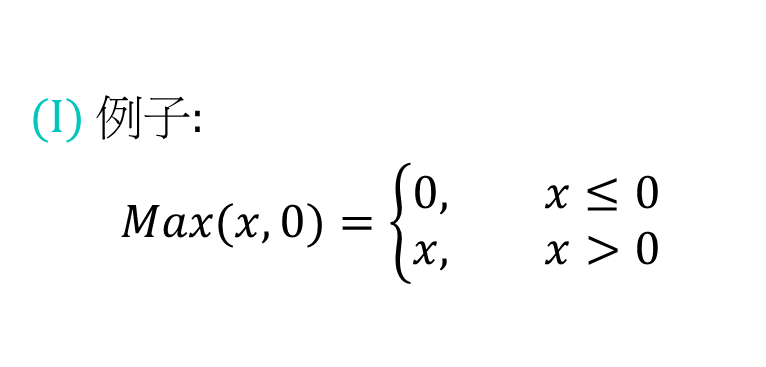 (I) 例子:
Max(x, 0) = {0, x ≤ 0
x, x > 0